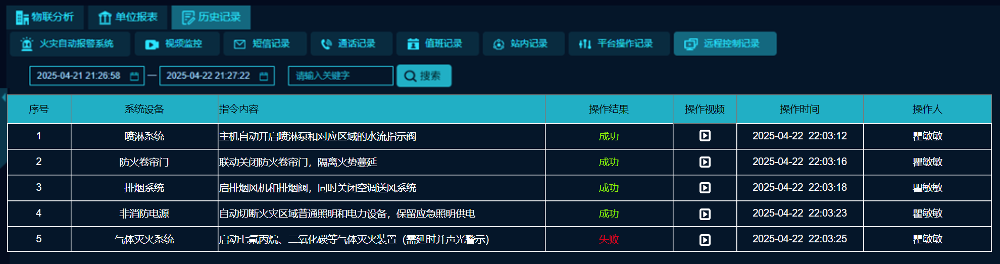 物联分析 单位报表 历史记录
火灾自动报警系统 视频监控 短信记录 通话记录 值班记录 站内记录 平台操作记录 远程控制记录
2025-04-21 21:26:58 — 2025-04-22 21:27:22 请输入关键字 搜索
序号 系统设备 指令内容 操作结果 操作视频 操作时间 操作人
1 喷淋系统 主机自动开启喷淋泵和对应区域的水流指示阀 成功 2025-04-22 22:03:12 瞿敏敏
2 防火卷帘门 联动关闭防火卷帘门，隔离火势蔓延 成功 2025-04-22 22:03:16 瞿敏敏
3 排烟系统 启排烟风机和排烟阀，同时关闭空调送风系统 成功 2025-04-22 22:03:18 瞿敏敏
4 非消防电源 自动切断火灾区域普通照明和电力设备，保留应急照明供电 成功 2025-04-22 22:03:23 瞿敏敏
5 气体灭火系统 启动七氟丙烷、二氧化碳等气体灭火装置（需延时并声光警示） 失败 2025-04-22 22:03:25 瞿敏敏